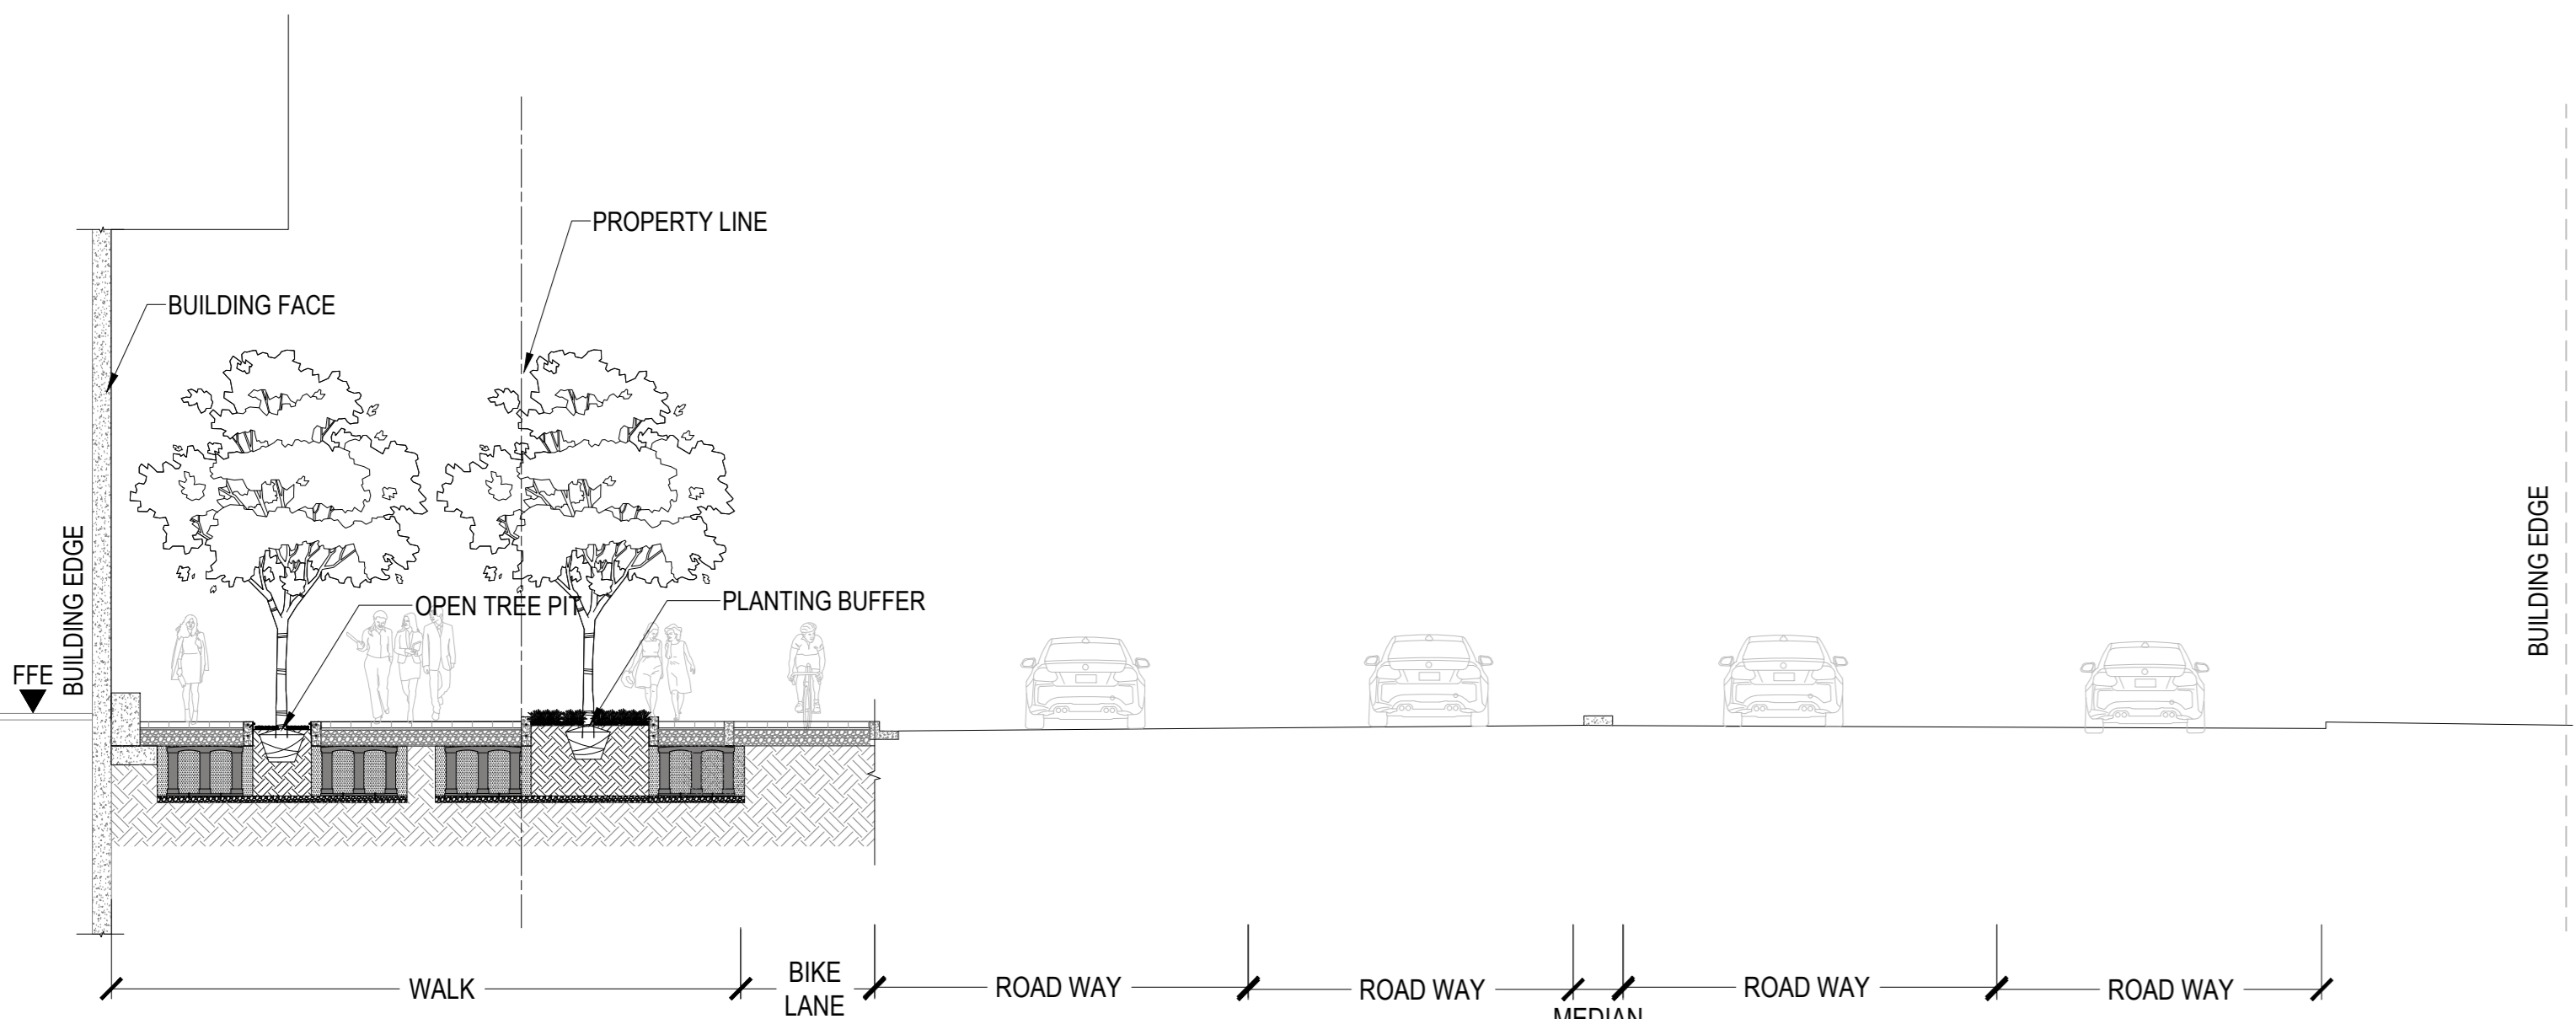 PROPERTY LINE
BUILDING FACE
BUILDING EDGE
BUILDING EDGE
OPEN TREE PIT
PLANTING BUFFER
FFE
WALK
BIKE
LANE
ROAD WAY
ROAD WAY
MEDIAN
ROAD WAY
ROAD WAY